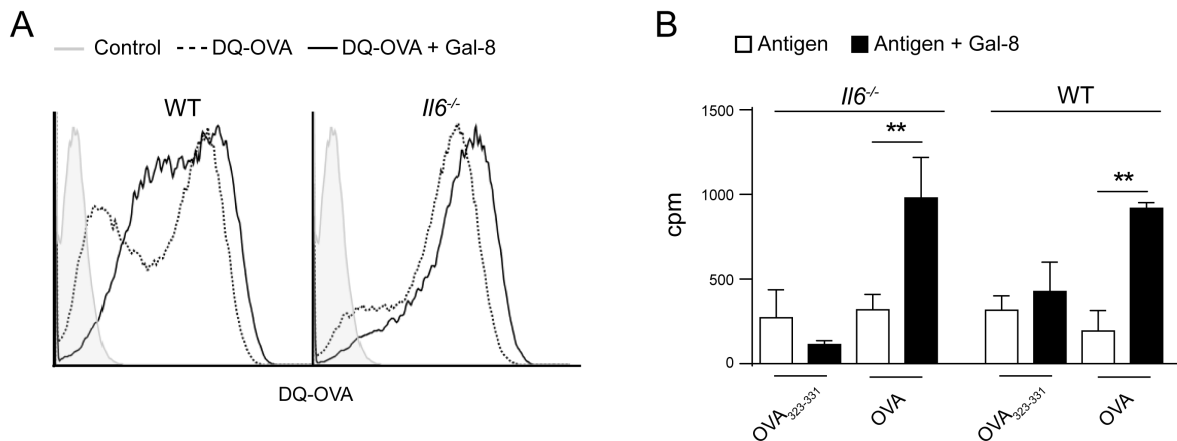 A
Control DQ-OVA DQ-OVA + Gal-8
WT
Il6-/-
DQ-OVA
B
Antigen Antigen + Gal-8
Il6-/- WT
1500
1000
500
0
cpm
** **
OVA323-331 OVA OVA323-331 OVA